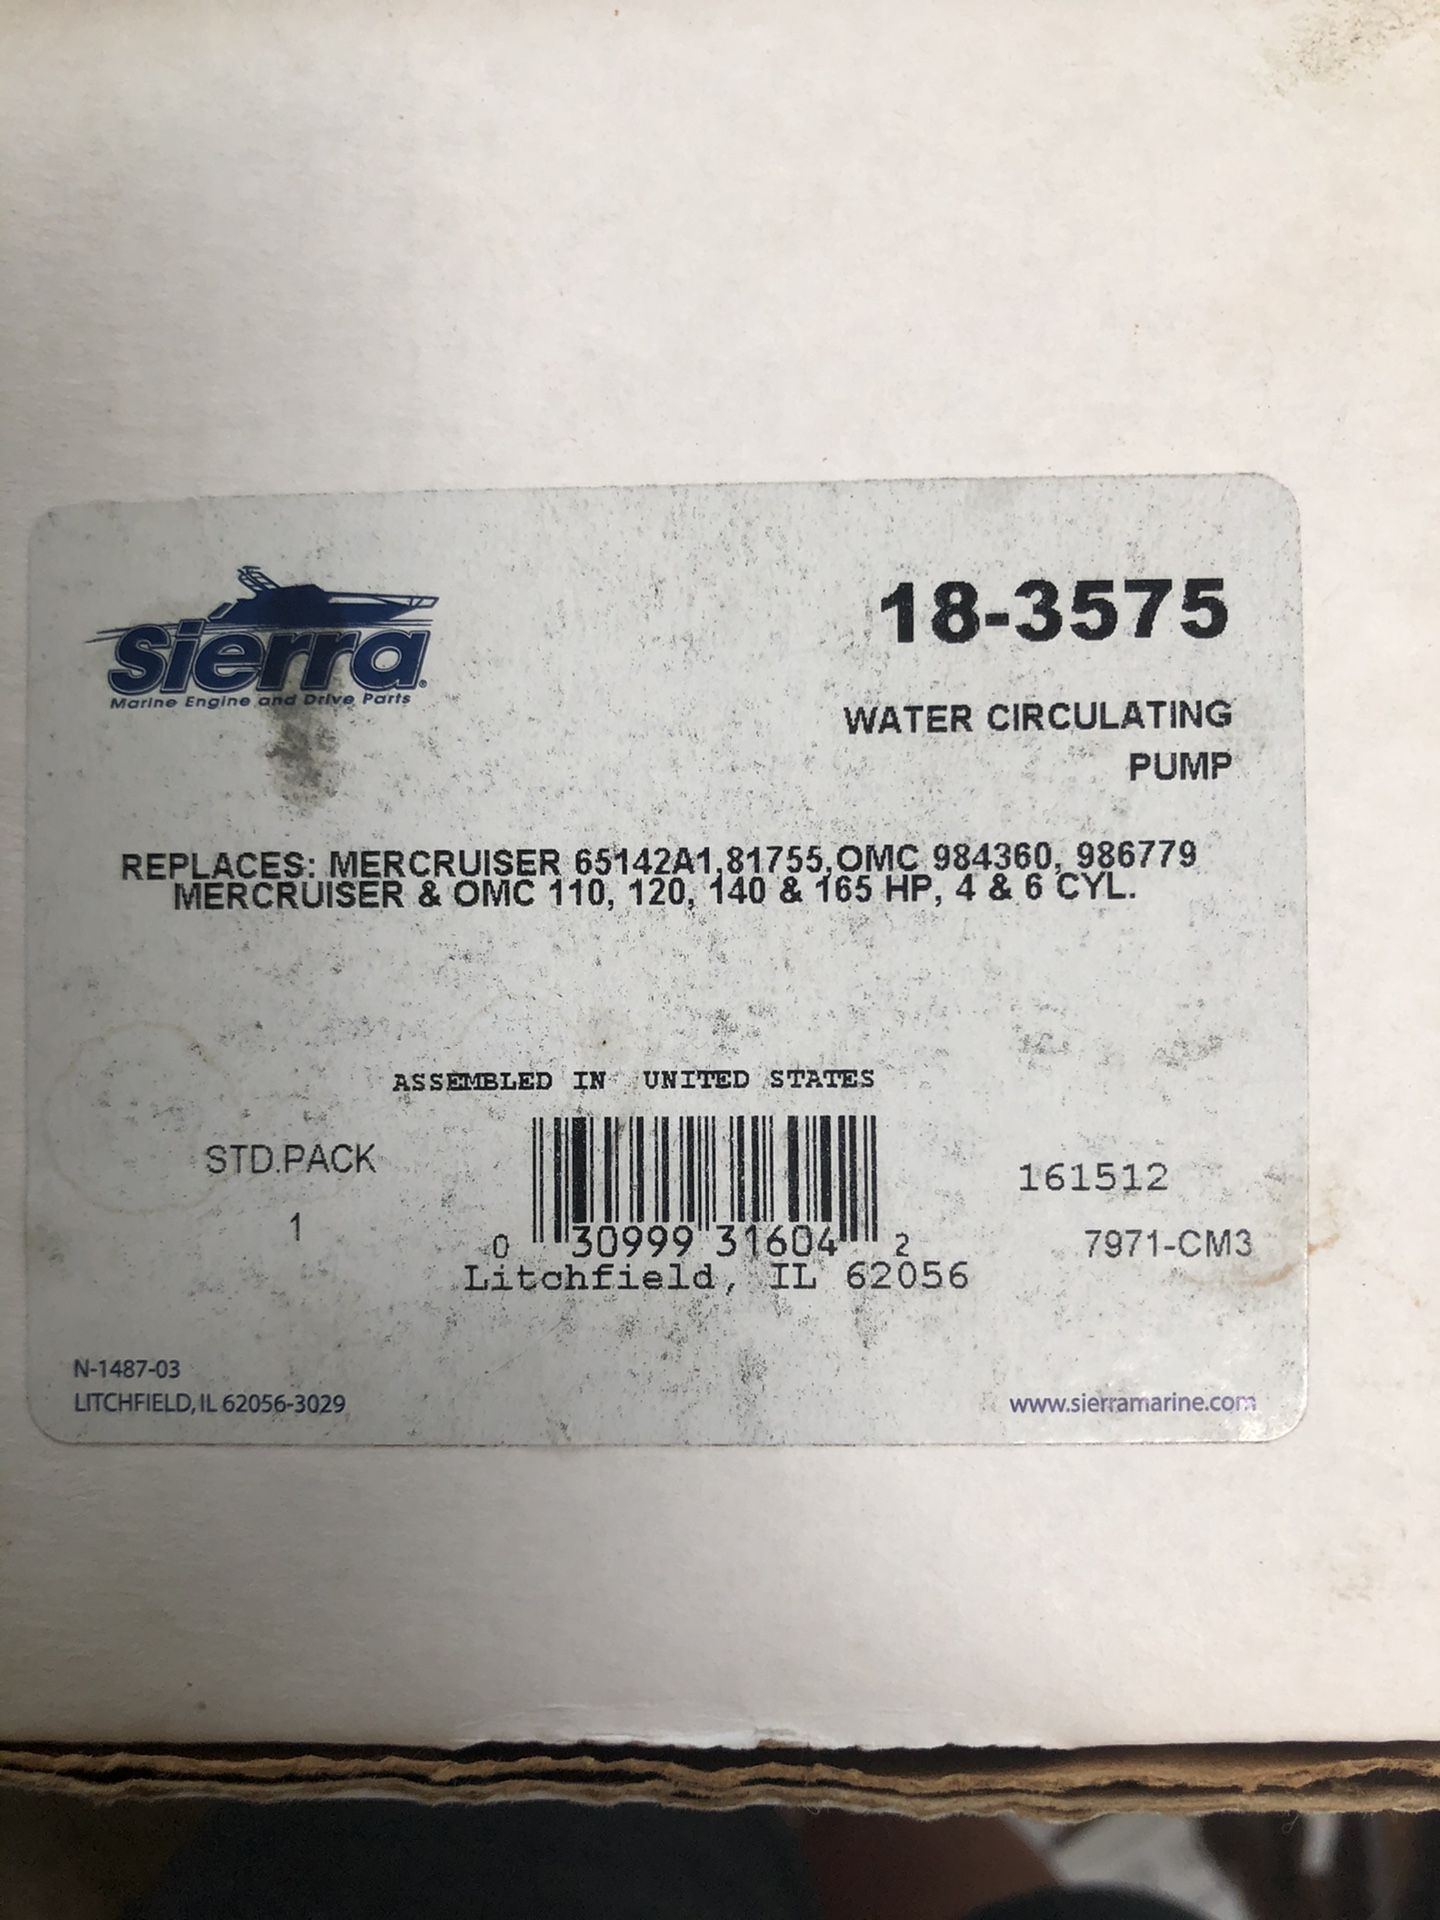 Sierra®
Marine Engine and Drive Parts
18-3575
WATER CIRCULATING
PUMP
REPLACES: MERCRUISER 65142A1,81755,OMC 984360, 986779
MERCRUISER & OMC 110, 120, 140 & 165 HP, 4 & 6 CYL.
ASSEMBLED IN UNITED STATES
STD.PACK
1
0 30999 31604 2
161512
7971-CM3
Litchfield, IL 62056
N-1487-03
LITCHFIELD, IL 62056-3029
www.sierramarine.com